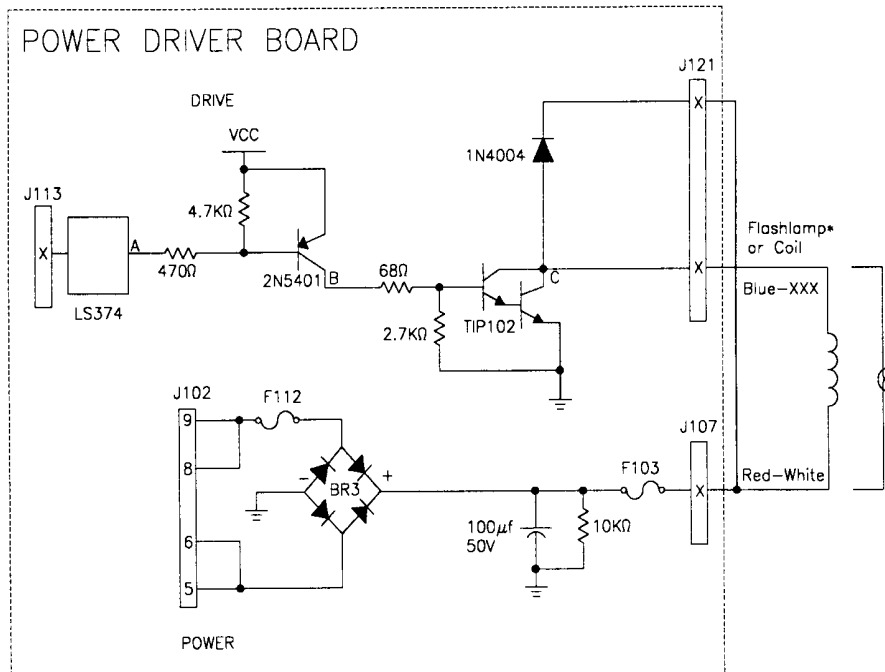 POWER DRIVER BOARD
J121
DRIVE
VCC
1N4004
J113
X
X
4.7KΩ
A
470Ω
LS374
2N5401
B
68Ω
2.7KΩ
TIP102
C
X
Flashlamp*
or Coil
Blue-XXX
J102
9
8
6
5
F112
-
BR3
+
100µf
50V
10KΩ
F103
J107
X
Red-White
POWER